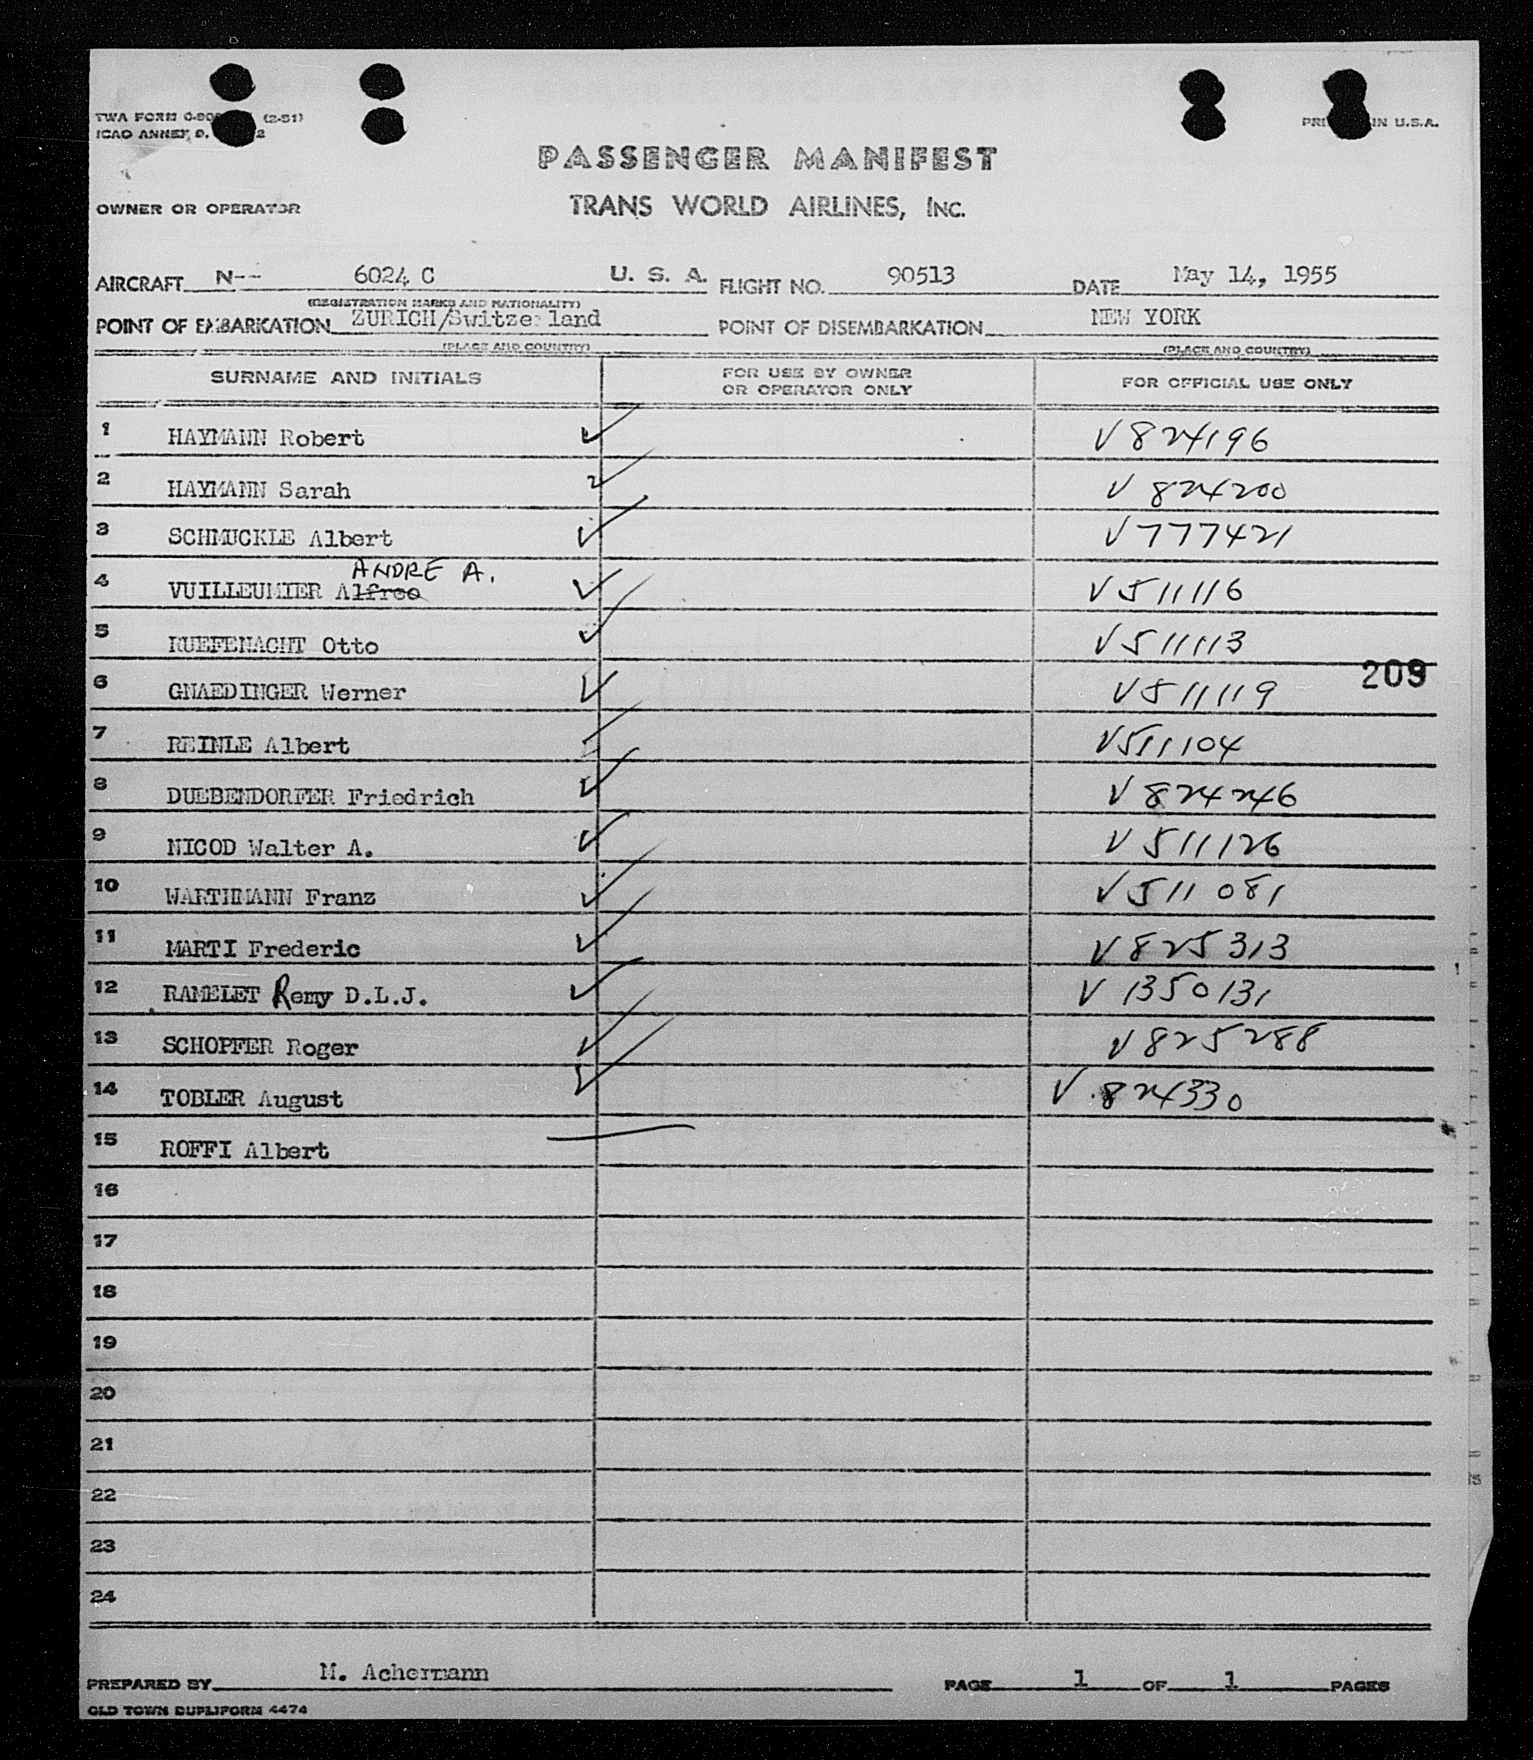 TWA FORM (2-51)
ICAO ANNEX 9, 2
IN U.S.A.
PASSENGER MANIFEST
OWNER OR OPERATOR TRANS WORLD AIRLINES, INC.
AIRCRAFT N-- 6024 C U. S. A. FLIGHT NO. 90513 DATE May 14, 1955
(REGISTRATION MARKS AND NATIONALITY)
POINT OF EMBARKATION ZURICH/Switzerland POINT OF DISEMBARKATION NEW YORK
(PLACE AND COUNTRY) (PLACE AND COUNTRY)
SURNAME AND INITIALS FOR USE BY OWNER OR OPERATOR ONLY FOR OFFICIAL USE ONLY
1 HAYMANN Robert V 824196
2 HAYMANN Sarah V 824200
3 SCHMUCKLE Albert V 777421
ANDRE A.
4 VUILLEUMIER Alfred V 511116
5 RUEFENACHT Otto V 511113
209
6 GNAEDINGER Werner V 511119
7 REINLE Albert V 511104
8 DUEBENDORFER Friedrich V 824246
9 NICOD Walter A. V 511126
10 WARTHMANN Franz V 511081
11 MARTI Frederic V 825313
12 RAMELET Remy D.L.J. V 1350131
13 SCHOPFER Roger V 825288
14 TOBLER August V 824330
15 ROFFI Albert
16
17
18
19
20
21
22
23
24
PREPARED BY M. Achermann PAGE 1 OF 1 PAGES
OLD TOWN DUPLIFORM 4474